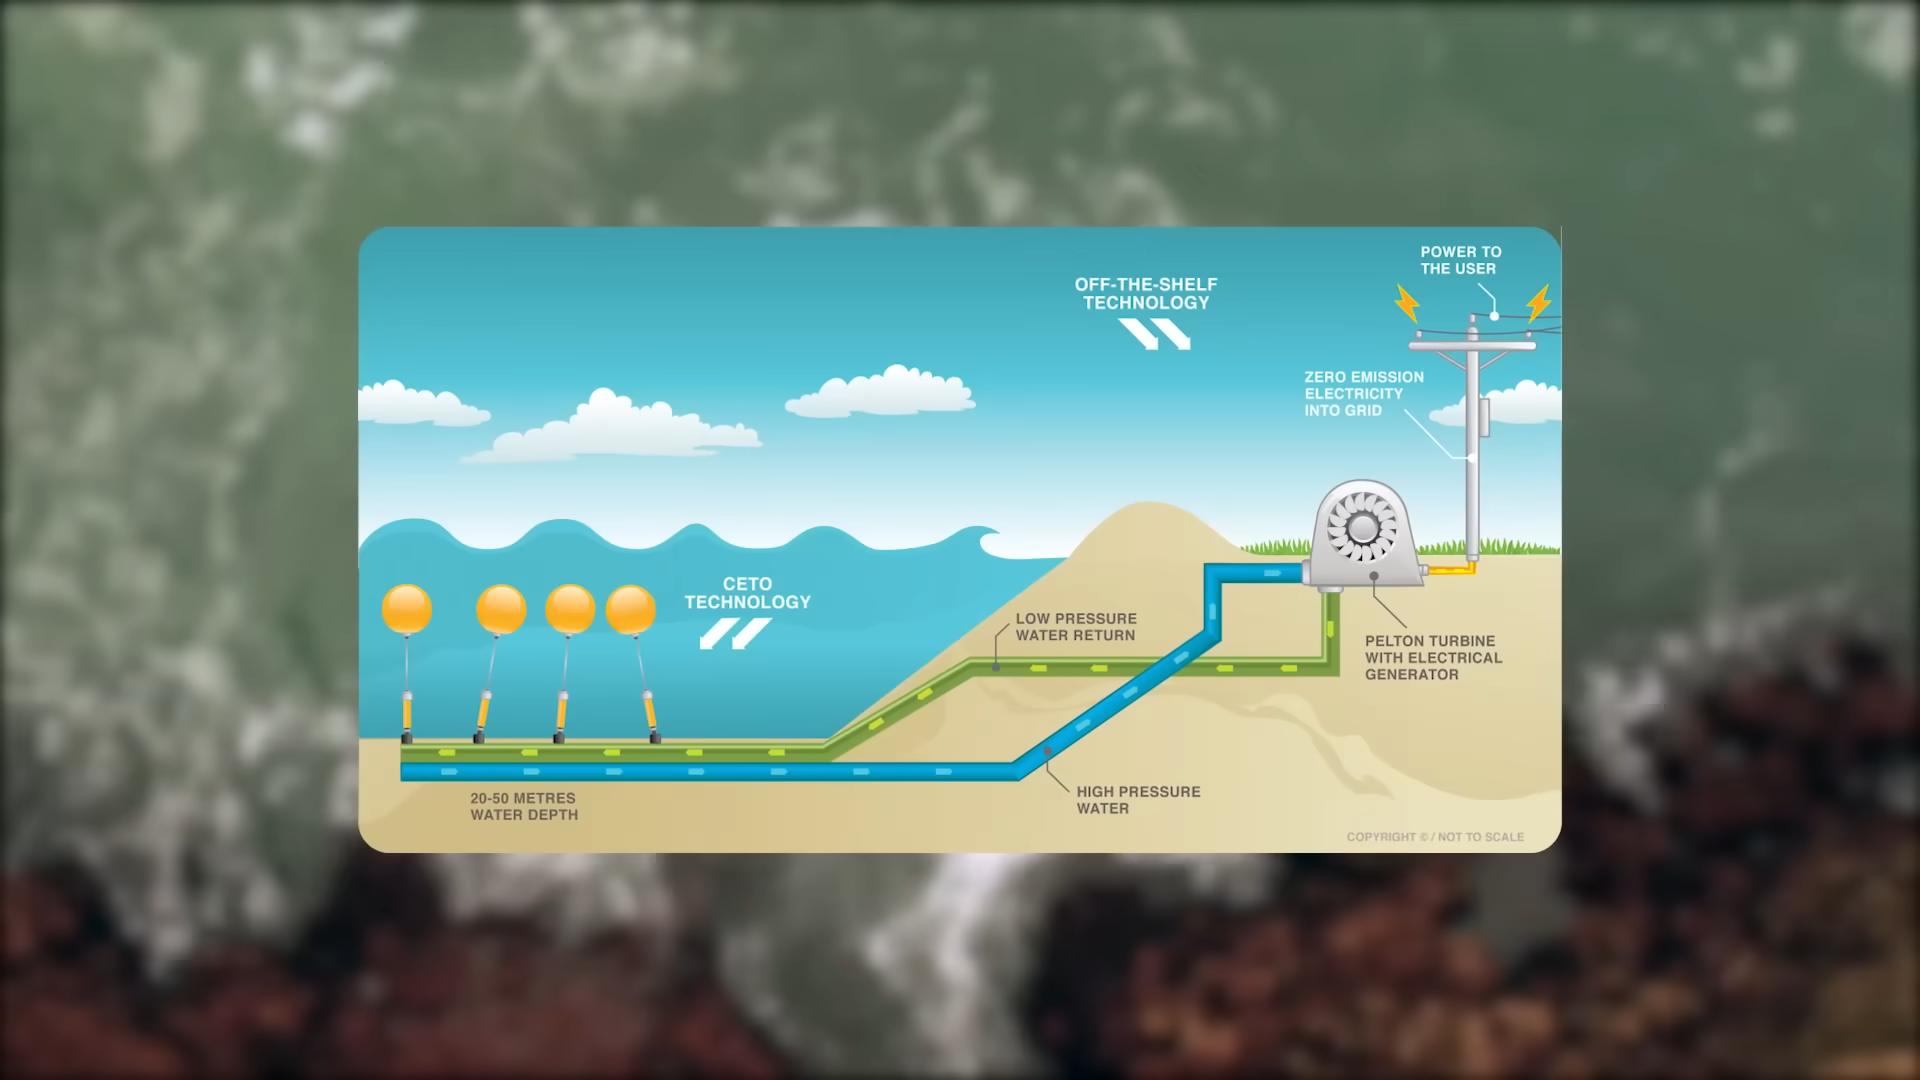 POWER TO
THE USER
OFF-THE-SHELF
TECHNOLOGY
ZERO EMISSION
ELECTRICITY
INTO GRID
CETO
TECHNOLOGY
LOW PRESSURE
WATER RETURN
PELTON TURBINE
WITH ELECTRICAL
GENERATOR
20-50 METRES
WATER DEPTH
HIGH PRESSURE
WATER
COPYRIGHT © / NOT TO SCALE